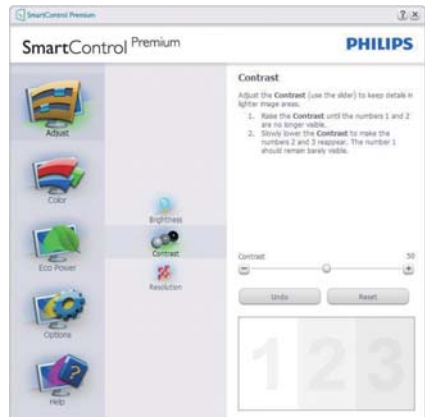 SmartControl Premium
SmartControl Premium
PHILIPS
Adjust
Color
Eco Power
Options
Help
Brightness
Contrast
Resolution
Contrast
Adjust the Contrast (use the slider) to keep details in
lighter image areas.
1. Raise the Contrast until the numbers 1 and 2
are no longer visible.
2. Slowly lower the Contrast to make the
numbers 2 and 3 reappear. The number 1
should remain barely visible.
Contrast
50
Undo
Reset
1 2 3